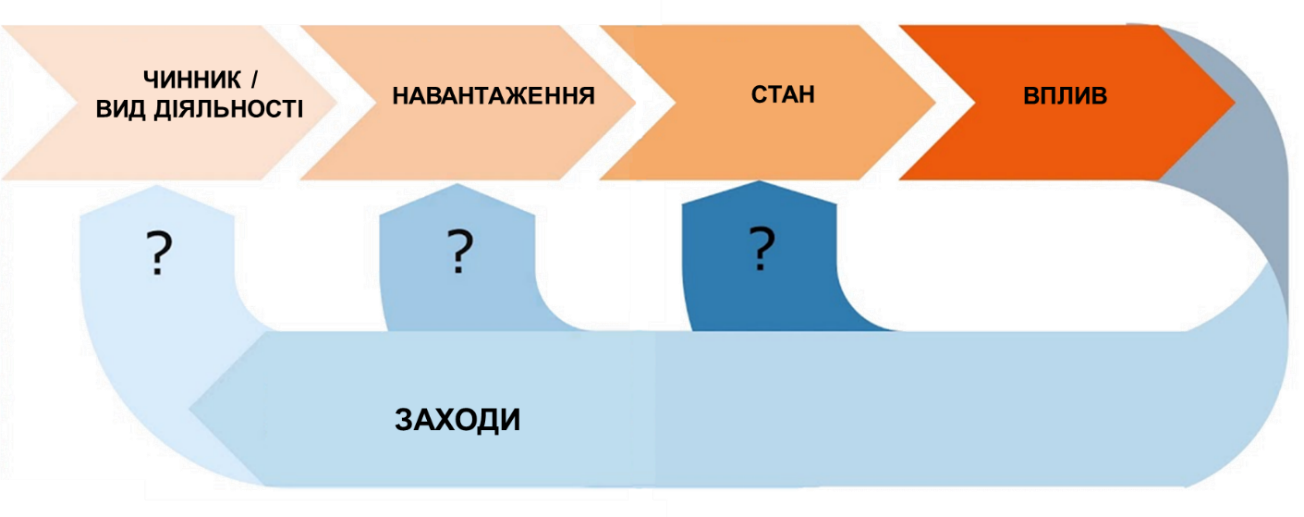 ЧИННИК /
ВИД ДІЯЛЬНОСТІ
НАВАНТАЖЕННЯ
СТАН
ВПЛИВ
?
?
?
ЗАХОДИ